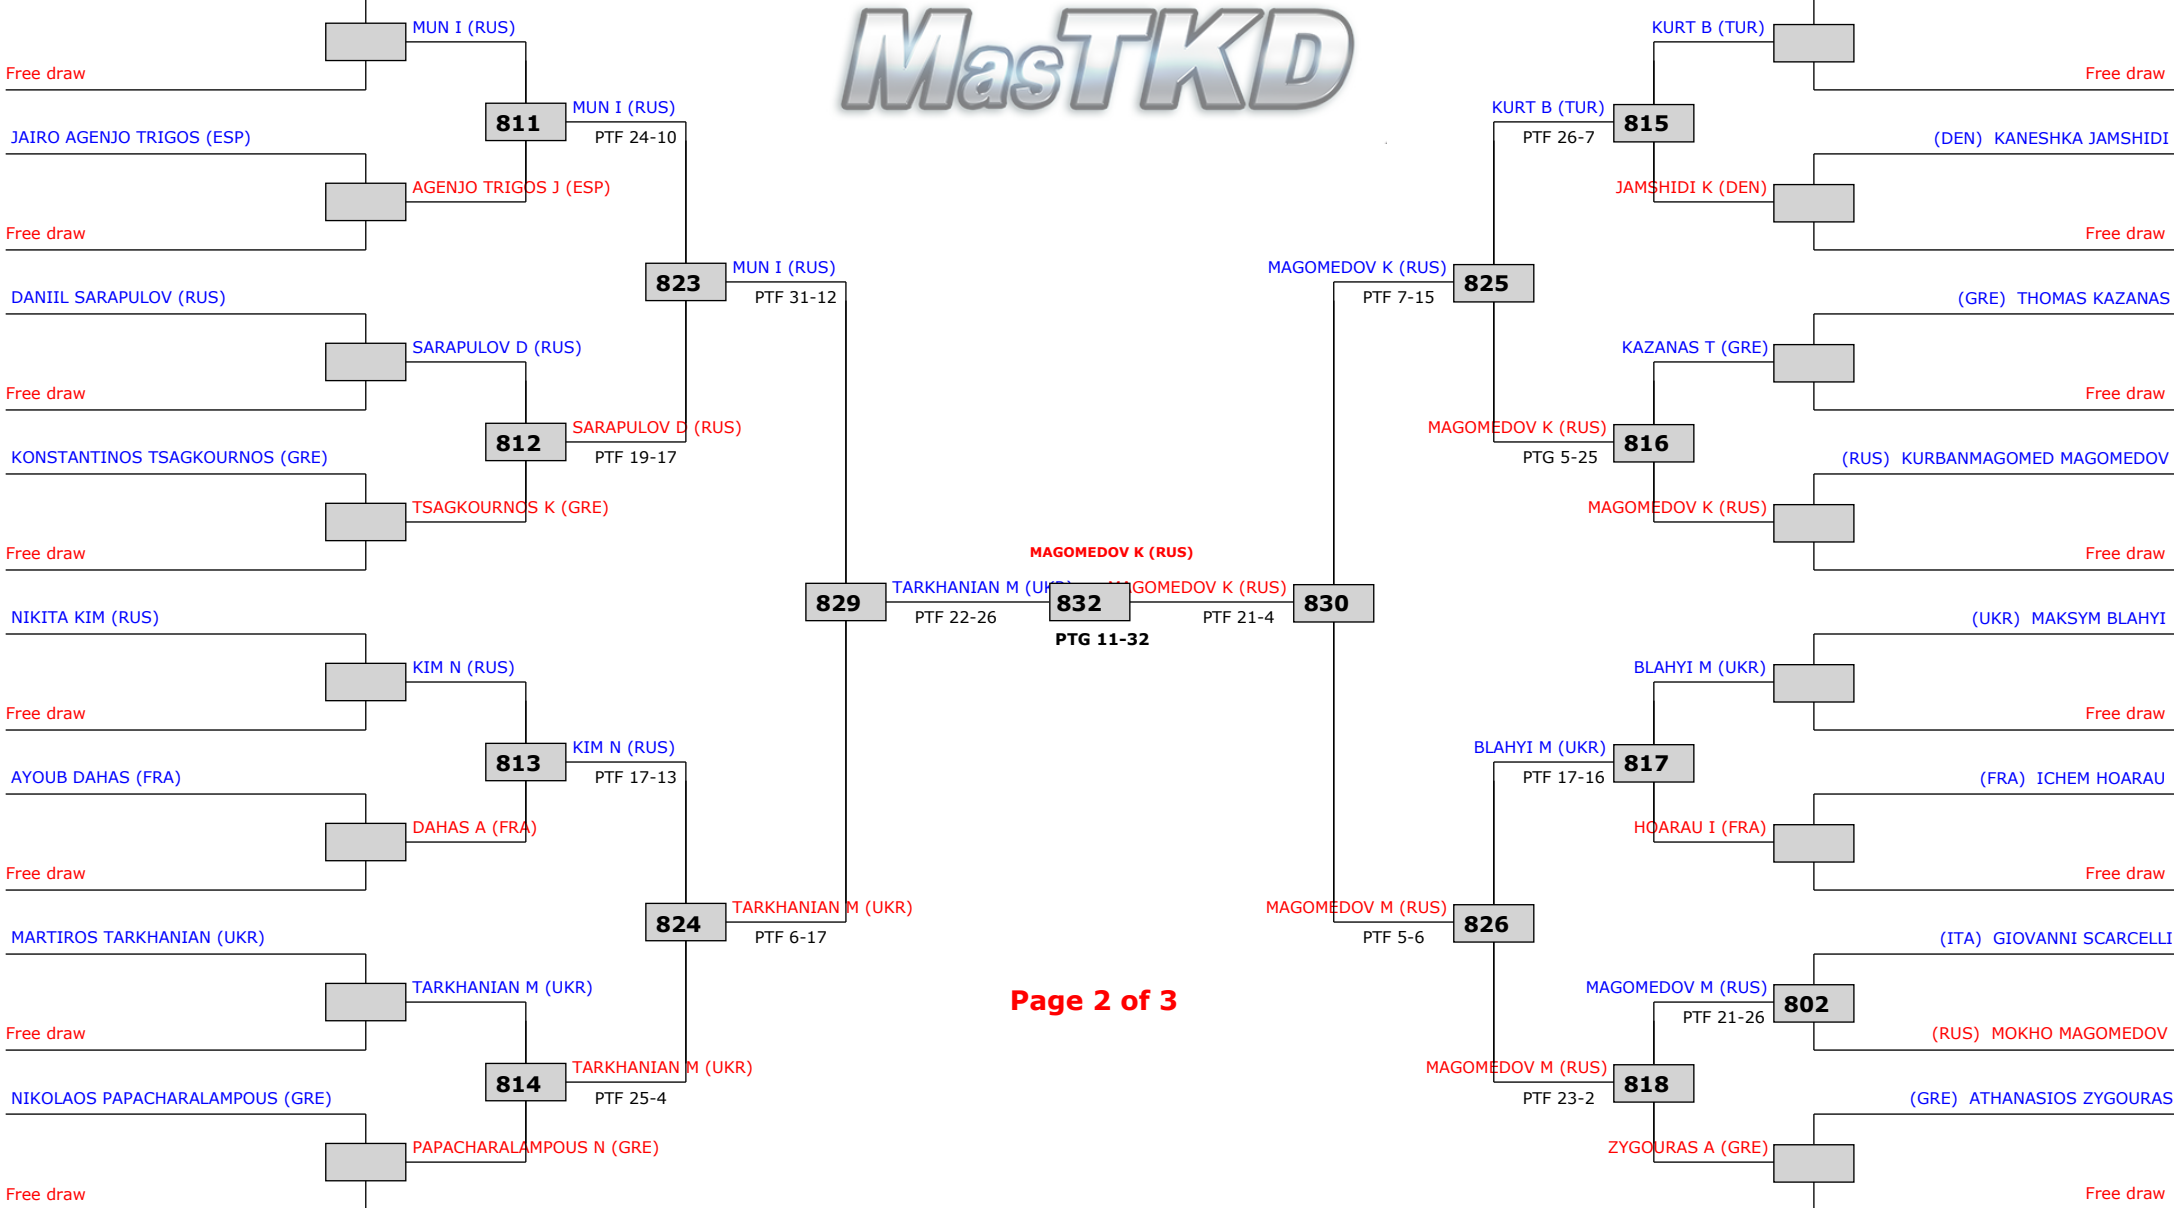 MasTKD
MUN I (RUS)
Free draw
811
MUN I (RUS)
PTF 24-10
JAIRO AGENJO TRIGOS (ESP)
AGENJO TRIGOS J (ESP)
Free draw
823
MUN I (RUS)
PTF 31-12
DANIIL SARAPULOV (RUS)
SARAPULOV D (RUS)
Free draw
812
SARAPULOV D (RUS)
PTF 19-17
KONSTANTINOS TSAGKOURNOS (GRE)
TSAGKOURNOS K (GRE)
Free draw
829
TARKHANIAN M (UKR)
PTF 22-26
NIKITA KIM (RUS)
KIM N (RUS)
Free draw
813
KIM N (RUS)
PTF 17-13
AYOUB DAHAS (FRA)
DAHAS A (FRA)
Free draw
824
TARKHANIAN M (UKR)
PTF 6-17
MARTIROS TARKHANIAN (UKR)
TARKHANIAN M (UKR)
Free draw
814
TARKHANIAN M (UKR)
PTF 25-4
NIKOLAOS PAPACHARALAMPOUS (GRE)
PAPACHARALAMPOUS N (GRE)
Free draw
MAGOMEDOV K (RUS)
832
PTG 11-32
Page 2 of 3
MAGOMEDOV K (RUS)
PTF 21-4
830
KURT B (TUR)
Free draw
KURT B (TUR)
PTF 26-7
815
(DEN) KANESHKA JAMSHIDI
JAMSHIDI K (DEN)
Free draw
MAGOMEDOV K (RUS)
PTF 7-15
825
(GRE) THOMAS KAZANAS
KAZANAS T (GRE)
Free draw
MAGOMEDOV K (RUS)
PTG 5-25
816
(RUS) KURBANMAGOMED MAGOMEDOV
MAGOMEDOV K (RUS)
Free draw
(UKR) MAKSYM BLAHYI
BLAHYI M (UKR)
Free draw
BLAHYI M (UKR)
PTF 17-16
817
(FRA) ICHEM HOARAU
HOARAU I (FRA)
Free draw
MAGOMEDOV M (RUS)
PTF 5-6
826
(ITA) GIOVANNI SCARCELLI
MAGOMEDOV M (RUS)
PTF 21-26
802
(RUS) MOKHO MAGOMEDOV
MAGOMEDOV M (RUS)
PTF 23-2
818
(GRE) ATHANASIOS ZYGOURAS
ZYGOURAS A (GRE)
Free draw